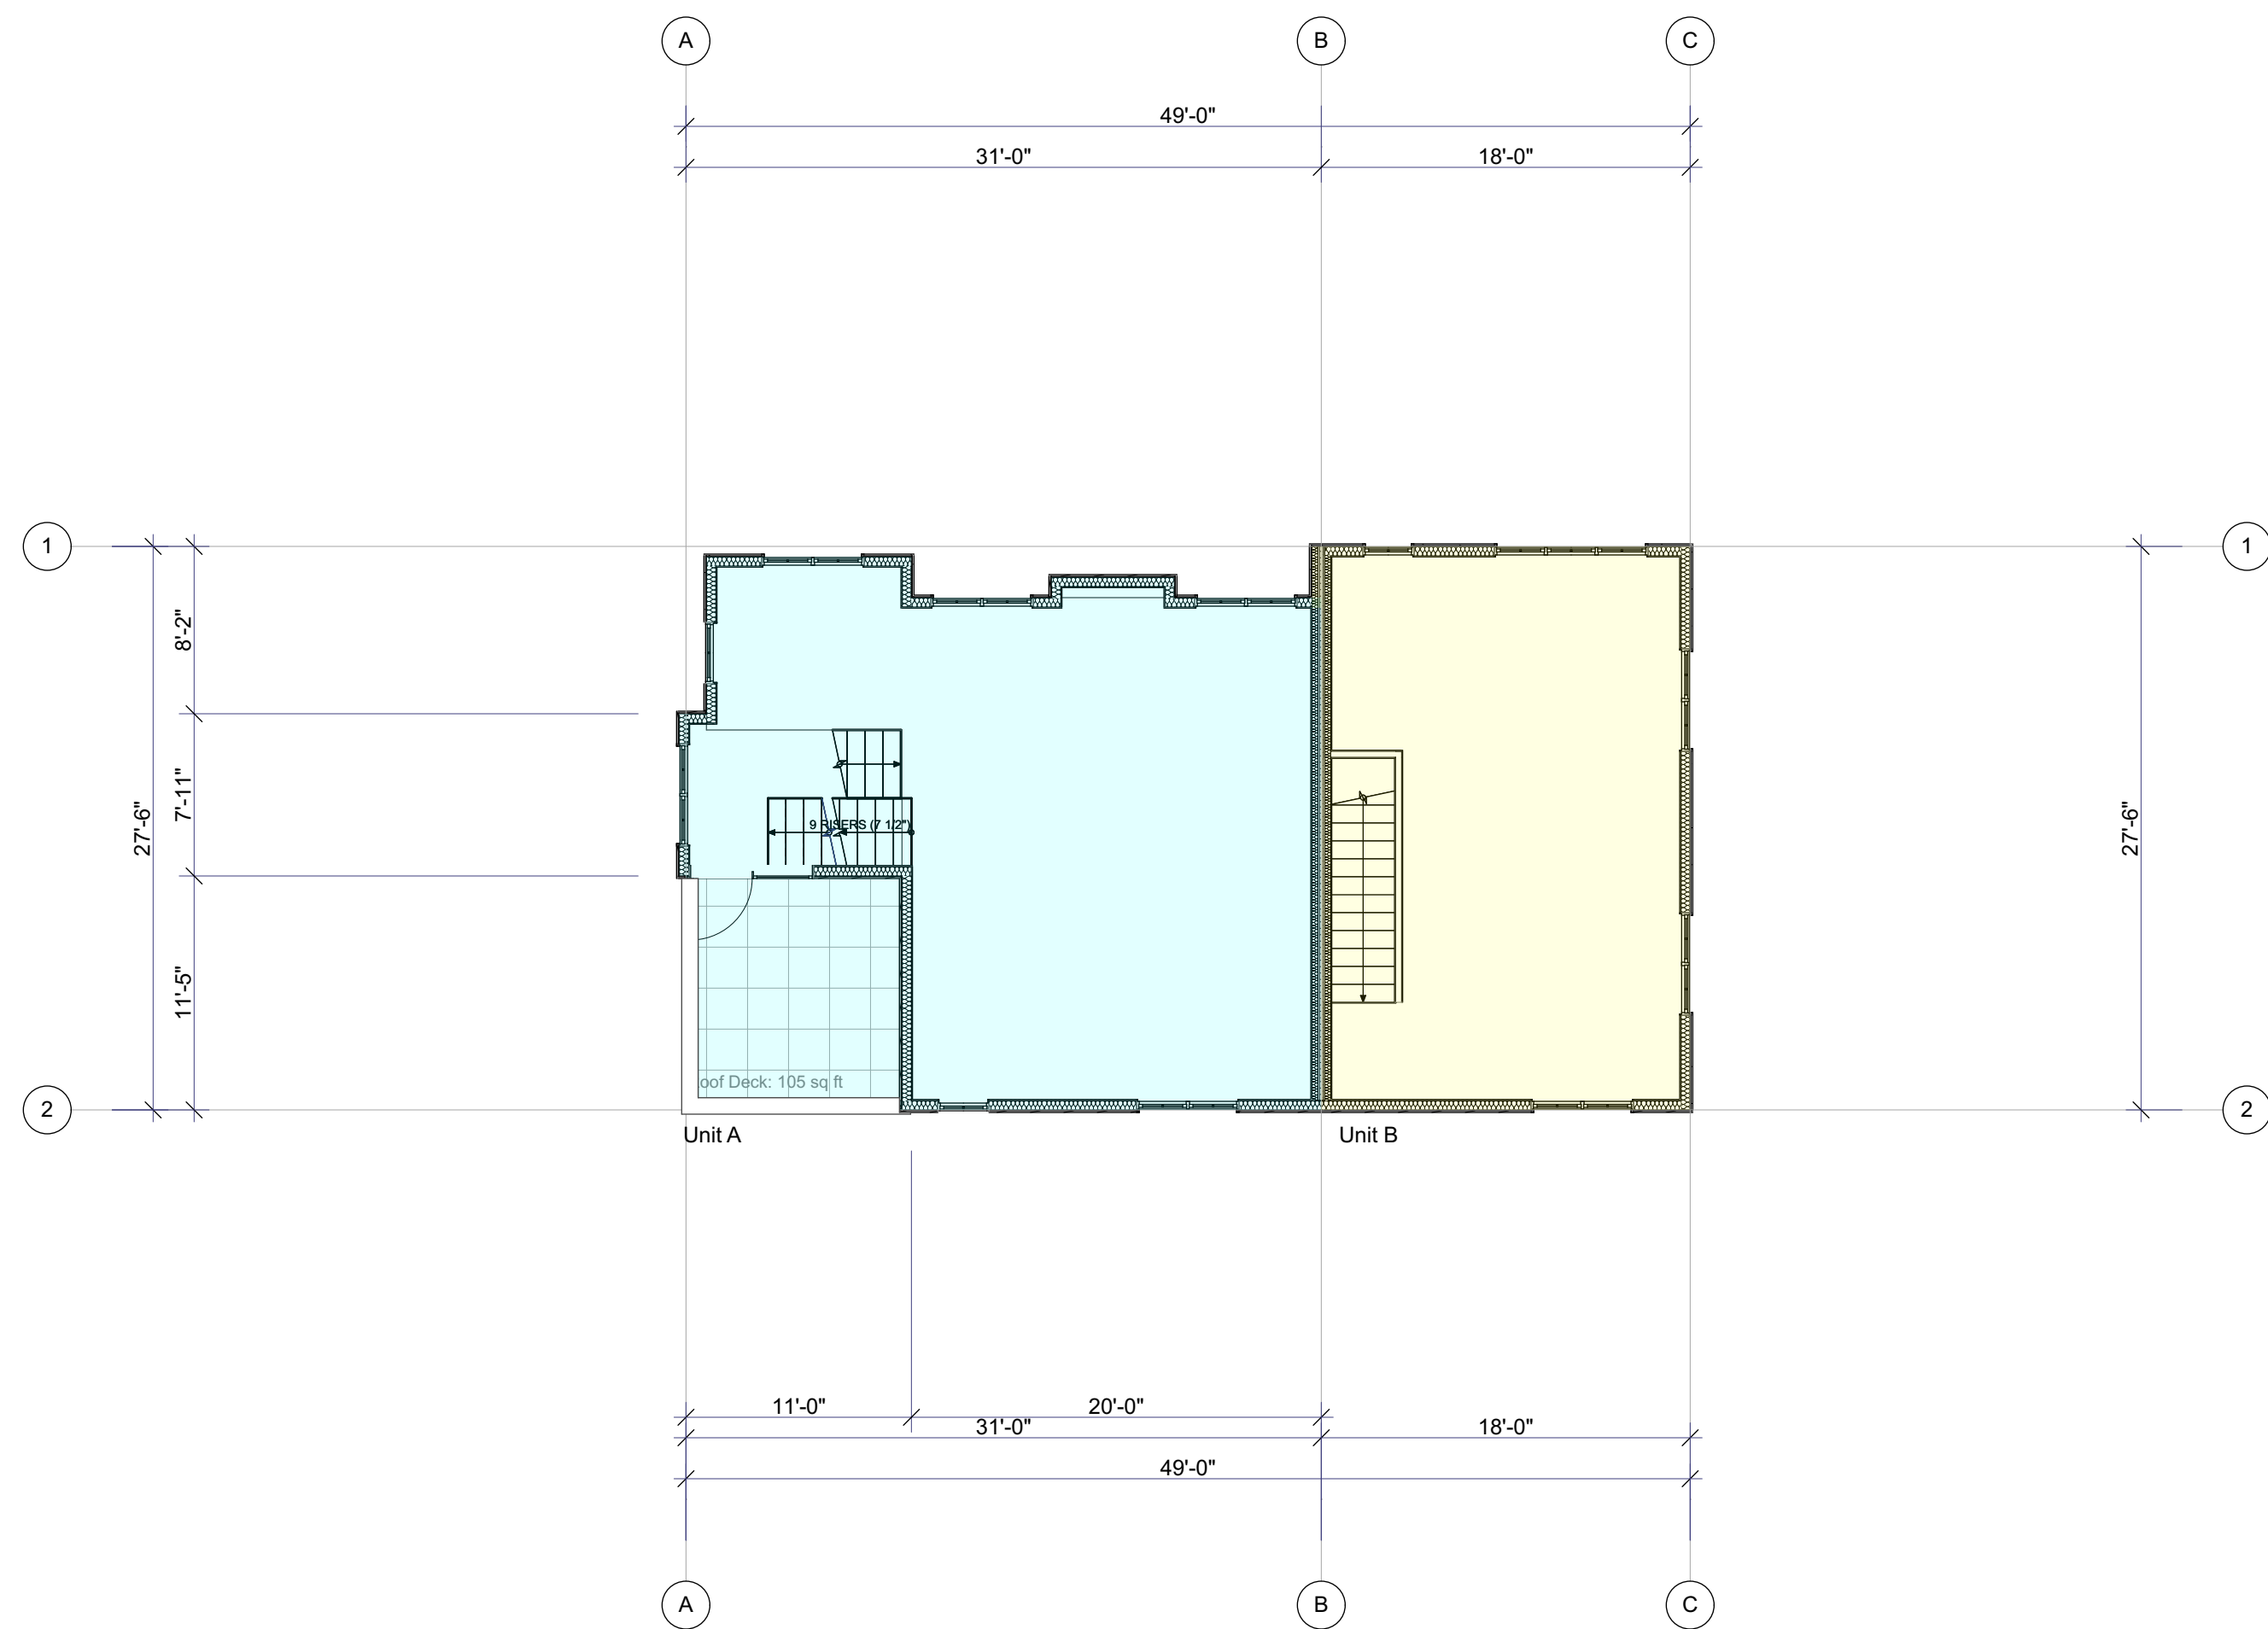 A B C
49'-0"
31'-0" 18'-0"
1 1
8'-2"
7'-11"
27'-6" 27'-6"
9 RISERS (7 1/2")
11'-5"
oof Deck: 105 sq ft
2 2
Unit A Unit B
11'-0" 20'-0"
31'-0" 18'-0"
49'-0"
A B C